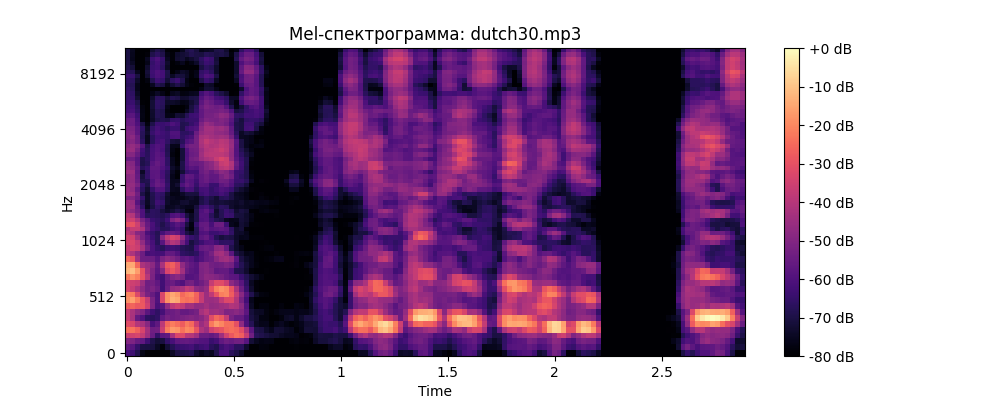 Mel-спектрограмма: dutch30.mp3
Hz
8192
4096
2048
1024
512
0
0
0.5
1
1.5
2
2.5
Time
+0 dB
-10 dB
-20 dB
-30 dB
-40 dB
-50 dB
-60 dB
-70 dB
-80 dB